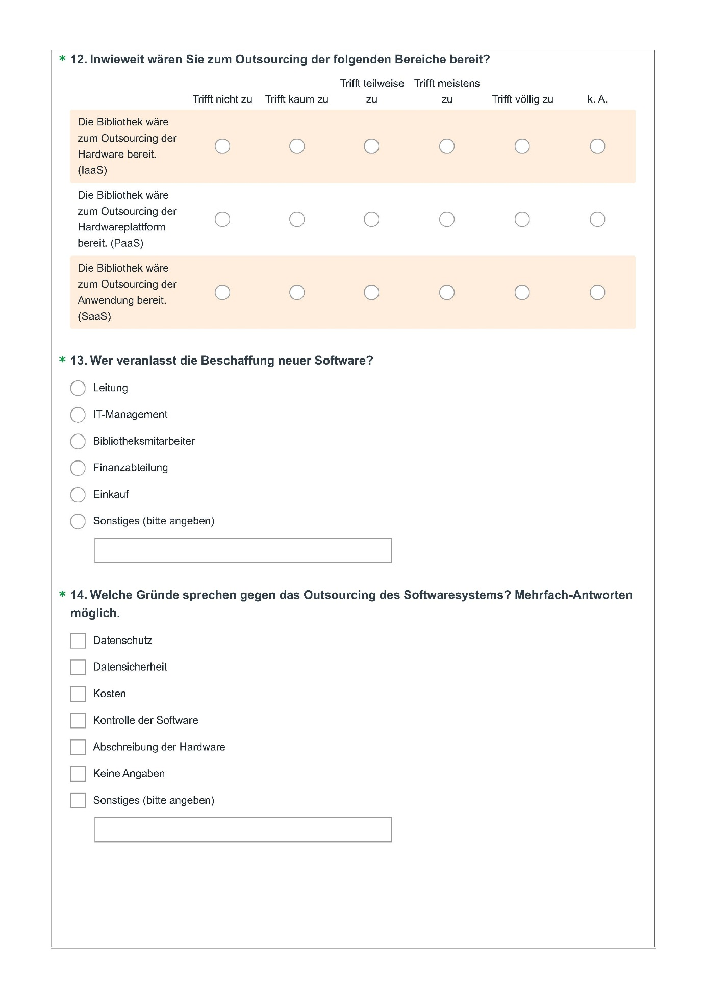 * 12. Inwieweit wären Sie zum Outsourcing der folgenden Bereiche bereit?
Trifft nicht zu Trifft kaum zu Trifft teilweise zu Trifft meistens zu Trifft völlig zu k. A.
Die Bibliothek wäre
zum Outsourcing der
Hardware bereit.
(IaaS)
Die Bibliothek wäre
zum Outsourcing der
Hardwareplattform
bereit. (PaaS)
Die Bibliothek wäre
zum Outsourcing der
Anwendung bereit.
(SaaS)
* 13. Wer veranlasst die Beschaffung neuer Software?
Leitung
IT-Management
Bibliotheksmitarbeiter
Finanzabteilung
Einkauf
Sonstiges (bitte angeben)
* 14. Welche Gründe sprechen gegen das Outsourcing des Softwaresystems? Mehrfach-Antworten
möglich.
Datenschutz
Datensicherheit
Kosten
Kontrolle der Software
Abschreibung der Hardware
Keine Angaben
Sonstiges (bitte angeben)